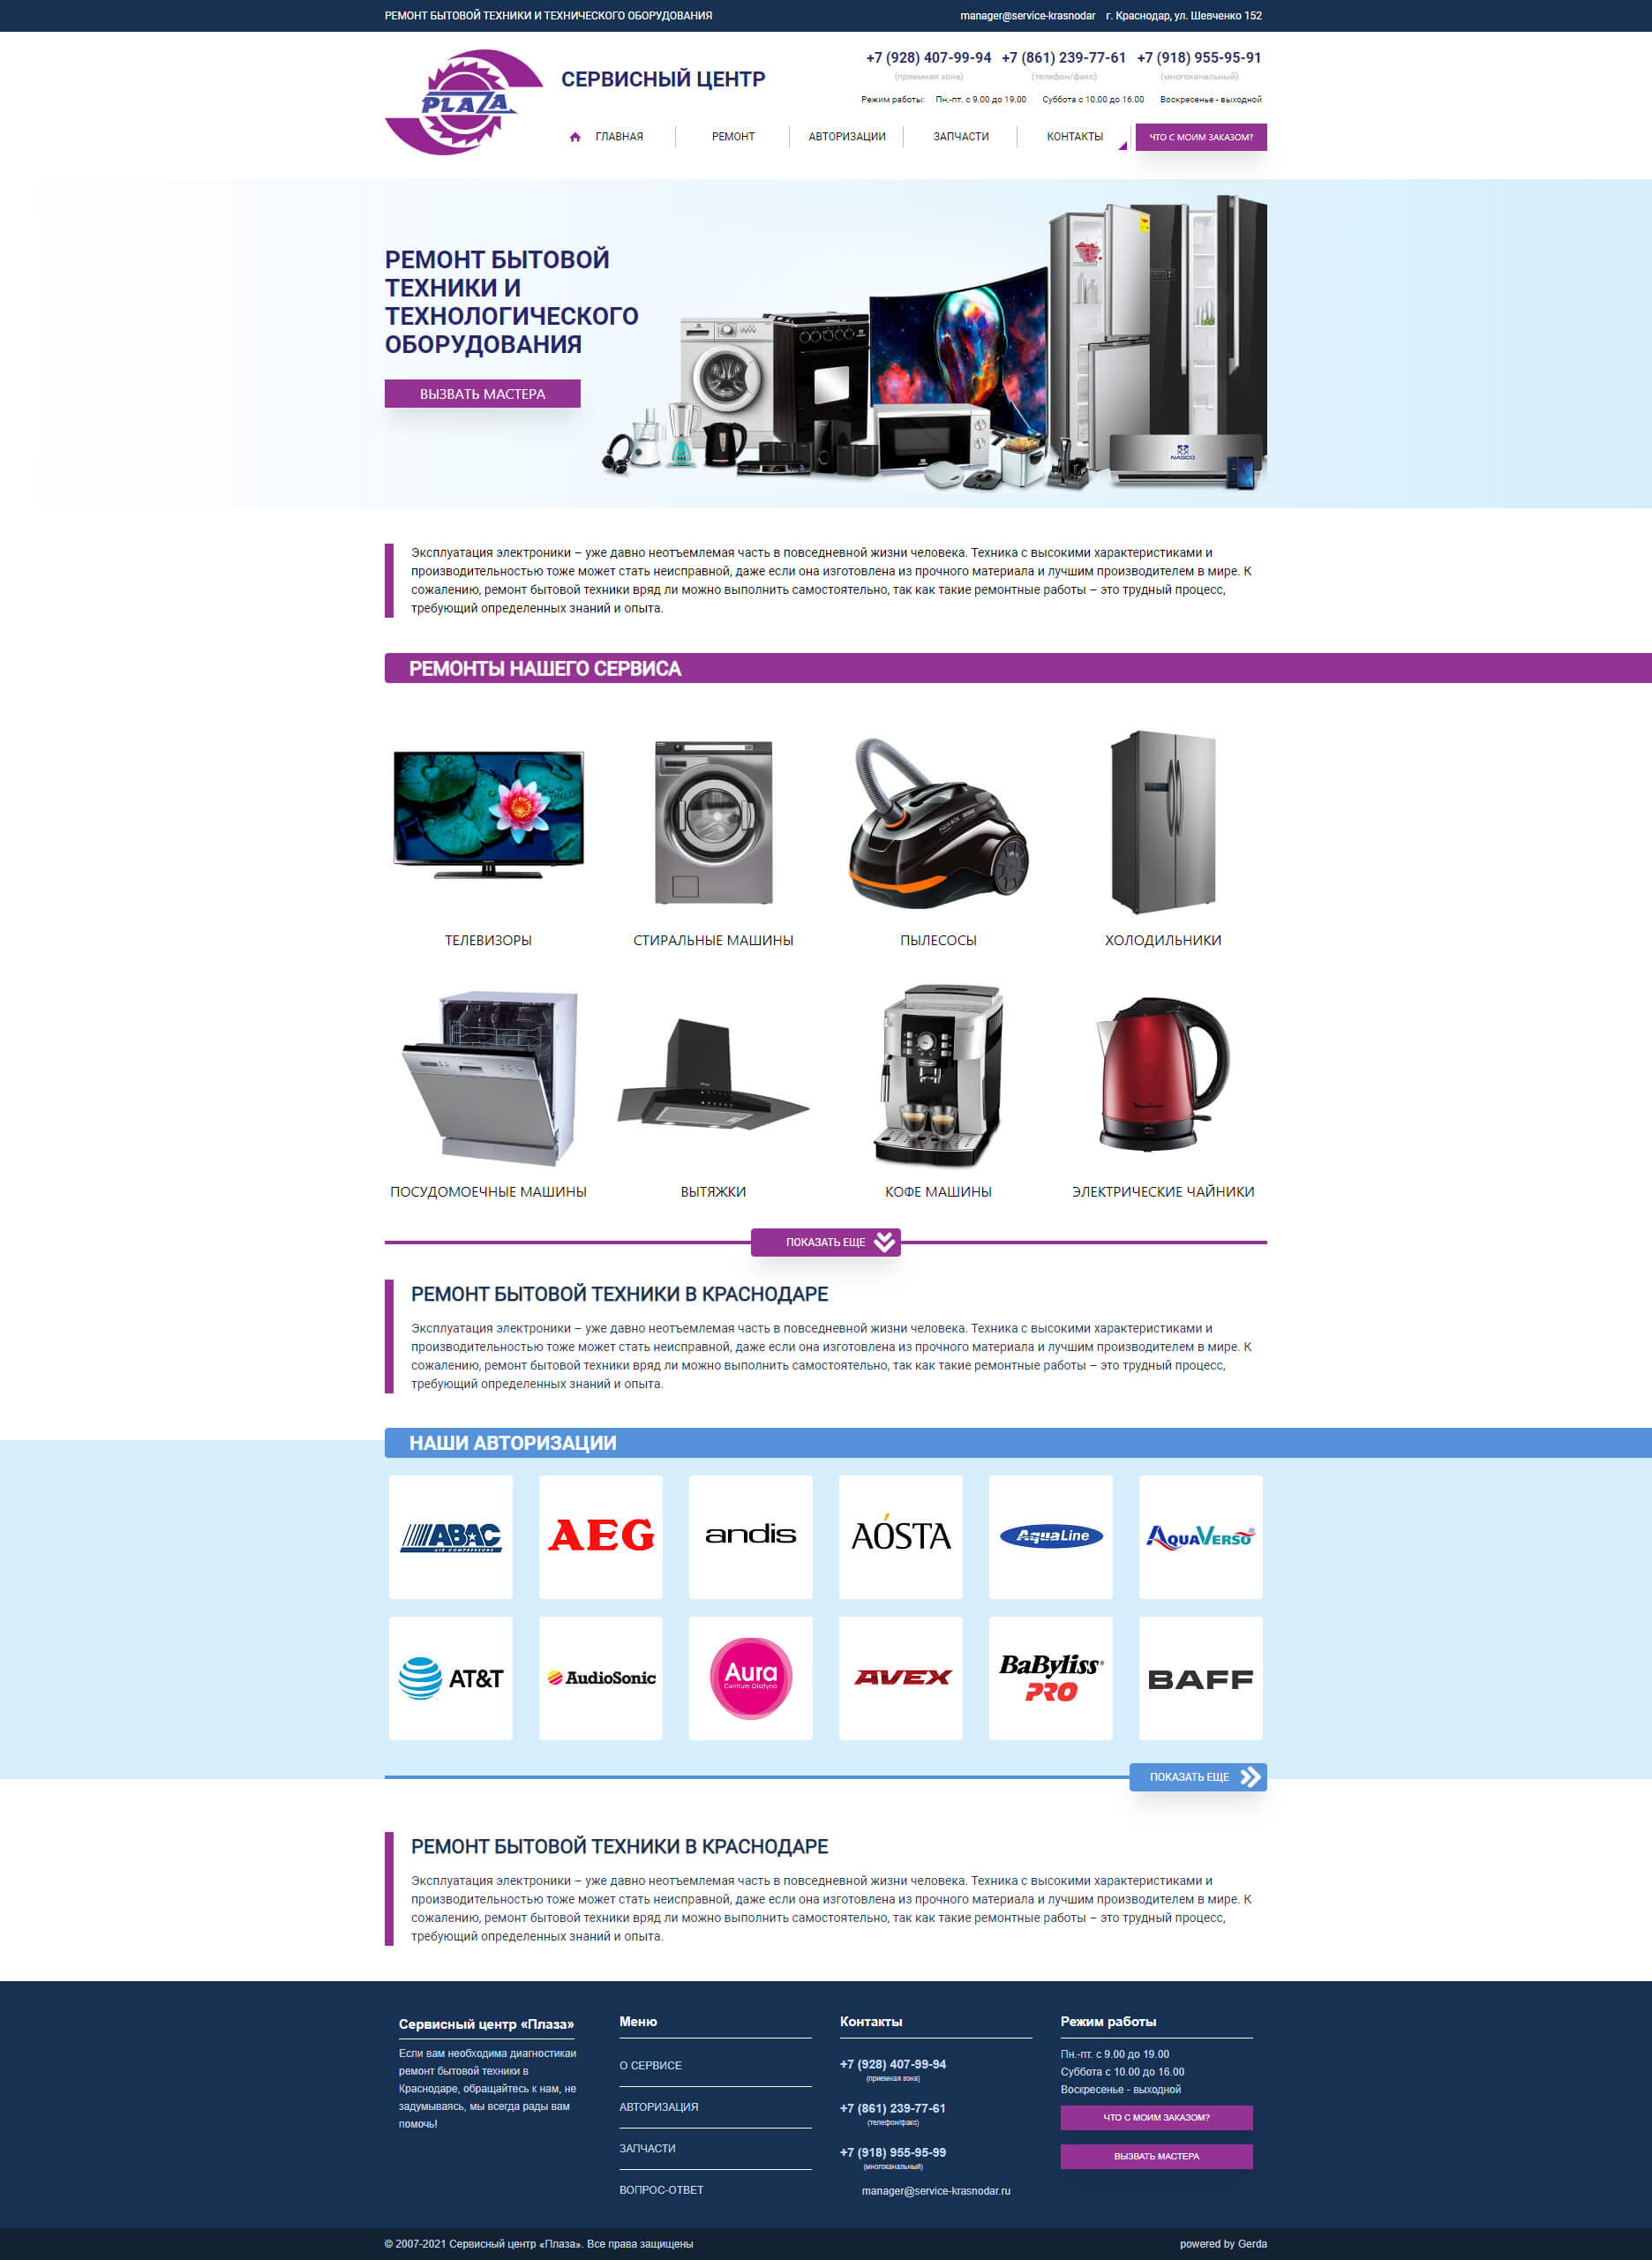 РЕМОНТ БЫТОВОЙ ТЕХНИКИ И ТЕХНИЧЕСКОГО ОБОРУДОВАНИЯ
manager@service-krasnodar г. Краснодар, ул. Шевченко 152
PLAZA
СЕРВИСНЫЙ ЦЕНТР
+7 (928) 407-99-94 +7 (861) 239-77-61 +7 (918) 955-95-91
(приемная зона) (телефон/факс) (многоканальный)
Режим работы: Пн.-пт. с 9.00 до 19.00 Суббота с 10.00 до 16.00 Воскресенье - выходной
ГЛАВНАЯ РЕМОНТ АВТОРИЗАЦИИ ЗАПЧАСТИ КОНТАКТЫ ЧТО С МОИМ ЗАКАЗОМ?
РЕМОНТ БЫТОВОЙ
ТЕХНИКИ И
ТЕХНОЛОГИЧЕСКОГО
ОБОРУДОВАНИЯ
ВЫЗВАТЬ МАСТЕРА
NASCO
Эксплуатация электроники – уже давно неотъемлемая часть в повседневной жизни человека. Техника с высокими характеристиками и
производительностью тоже может стать неисправной, даже если она изготовлена из прочного материала и лучшим производителем в мире. К
сожалению, ремонт бытовой техники вряд ли можно выполнить самостоятельно, так как такие ремонтные работы – это трудный процесс,
требующий определенных знаний и опыта.
РЕМОНТЫ НАШЕГО СЕРВИСА
ТЕЛЕВИЗОРЫ СТИРАЛЬНЫЕ МАШИНЫ ПЫЛЕСОСЫ ХОЛОДИЛЬНИКИ
ПОСУДОМОЕЧНЫЕ МАШИНЫ ВЫТЯЖКИ КОФЕ МАШИНЫ ЭЛЕКТРИЧЕСКИЕ ЧАЙНИКИ
ПОКАЗАТЬ ЕЩЕ
РЕМОНТ БЫТОВОЙ ТЕХНИКИ В КРАСНОДАРЕ
Эксплуатация электроники – уже давно неотъемлемая часть в повседневной жизни человека. Техника с высокими характеристиками и
производительностью тоже может стать неисправной, даже если она изготовлена из прочного материала и лучшим производителем в мире. К
сожалению, ремонт бытовой техники вряд ли можно выполнить самостоятельно, так как такие ремонтные работы – это трудный процесс,
требующий определенных знаний и опыта.
НАШИ АВТОРИЗАЦИИ
ABAC AEG andis AÓSTA AquaLine AQUAVERSO
AIR COMPRESSORS
AT&T AudioSonic Aura AVEX BaByliss BAFF
Centrum Olsztyna PRO
ПОКАЗАТЬ ЕЩЕ
РЕМОНТ БЫТОВОЙ ТЕХНИКИ В КРАСНОДАРЕ
Эксплуатация электроники – уже давно неотъемлемая часть в повседневной жизни человека. Техника с высокими характеристиками и
производительностью тоже может стать неисправной, даже если она изготовлена из прочного материала и лучшим производителем в мире. К
сожалению, ремонт бытовой техники вряд ли можно выполнить самостоятельно, так как такие ремонтные работы – это трудный процесс,
требующий определенных знаний и опыта.
Сервисный центр «Плаза»
Если вам необходима диагностикаи
ремонт бытовой техники в
Краснодаре, обращайтесь к нам, не
задумываясь, мы всегда рады вам
помочь!
Меню
О СЕРВИСЕ
АВТОРИЗАЦИЯ
ЗАПЧАСТИ
ВОПРОС-ОТВЕТ
Контакты
+7 (928) 407-99-94
(приемная зона)
+7 (861) 239-77-61
(телефон/факс)
+7 (918) 955-95-99
(многоканальный)
manager@service-krasnodar.ru
Режим работы
Пн.-пт. с 9.00 до 19.00
Суббота с 10.00 до 16.00
Воскресенье - выходной
ЧТО С МОИМ ЗАКАЗОМ?
ВЫЗВАТЬ МАСТЕРА
© 2007-2021 Сервисный центр «Плаза». Все права защищены
powered by Gerda